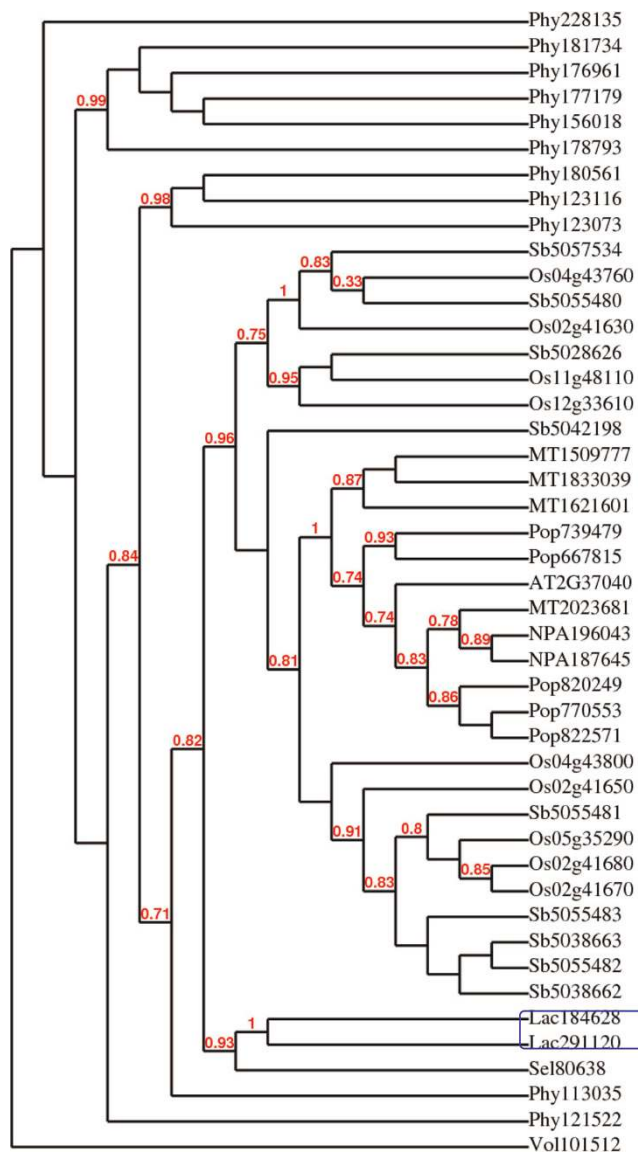 Phy228135
Phy181734
Phy176961
0.99
Phy177179
Phy156018
Phy178793
Phy180561
0.98
Phy123116
Phy123073
Sb5057534
0.83
Os04g43760
0.33
1
Sb5055480
Os02g41630
0.75
Sb5028626
0.95
Os11g48110
Os12g33610
0.96
Sb5042198
MT1509777
0.87
MT1833039
MT1621601
1
Pop739479
0.93
Pop667815
0.84
0.74
AT2G37040
MT2023681
0.74
0.78
NPA196043
0.89
NPA187645
0.81
0.83
Pop820249
0.86
Pop770553
Pop822571
0.82
Os04g43800
Os02g41650
Sb5055481
0.91
0.8
Os05g35290
Os02g41680
0.85
Os02g41670
0.83
Sb5055483
0.71
Sb5038663
Sb5055482
Sb5038662
Lac184628
1
Lac291120
0.93
Sel80638
Phy113035
Phy121522
Vol101512